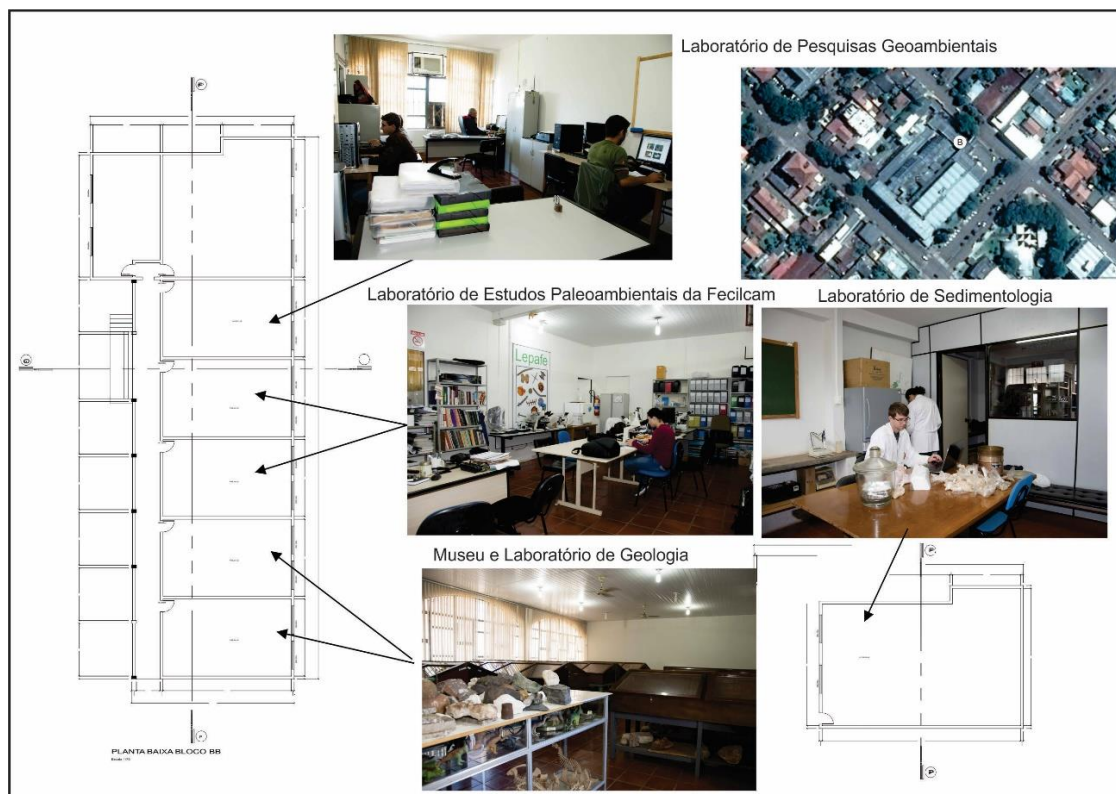 Laboratório de Pesquisas Geoambientais
B
Laboratório de Estudos Paleoambientais da Fecilcam
Laboratório de Sedimentologia
Lepafe
Museu e Laboratório de Geologia
PLANTA BAIXA BLOCO BB